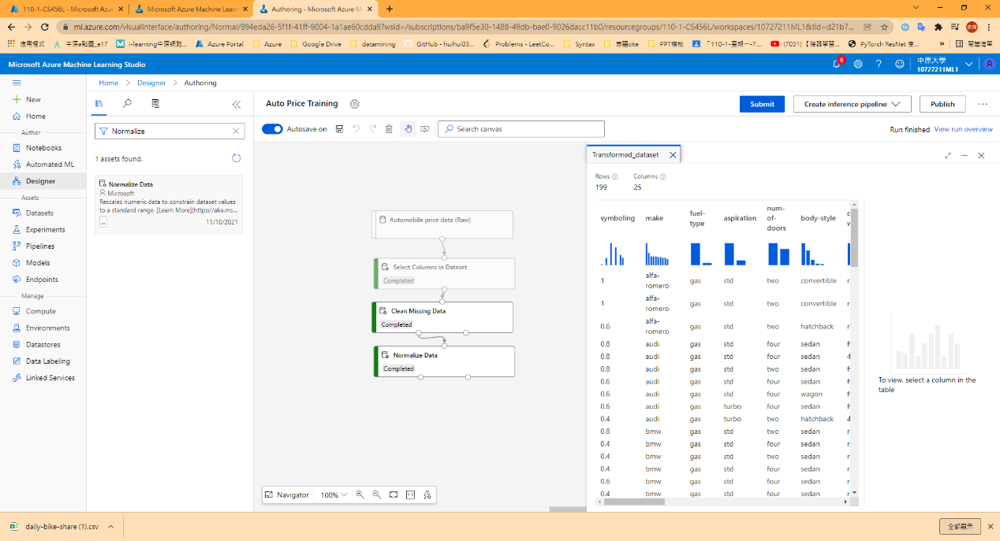 110-1-CS456L - Microsoft Azur
Microsoft Azure Machine Learn
Authoring - Microsoft Azure M
ml.azure.com/visualinterface/authoring/Normal/894eda26-5f1f-41ff-9004-1a1ae60cdda9?wsid=/subscriptions/ba9f5e30-1488-49db-bae0-9026dacc11b0/resourcegroups/110-1-CS456L/workspaces/10727211ML1&tid=d21b7...
應用程式
中原e點靈_e17
i-learning中原網路...
Azure Portal
Azure
Google Drive
datamining
GitHub - huihui03...
Problems - LeetCo...
Syntax
專題cite
PPT模板
「110-1-星期一-7....
(7051)【機器學習...
PyTorch ResNet 使...
»
閱讀清單
Microsoft Azure Machine Learning Studio
6
中原大學
10727211ML1
New
Home
Author
Notebooks
Automated ML
Designer
Assets
Datasets
Experiments
Pipelines
Models
Endpoints
Manage
Compute
Environments
Datastores
Data Labeling
Linked Services
Home > Designer > Authoring
Normalize
1 assets found.
Normalize Data
Microsoft
Rescales numeric data to constrain dataset values
to a standard range. [Learn More](https://aka.ms...
...
11/10/2021
Auto Price Training
Submit
Create inference pipeline
Publish
Autosave on
Search canvas
Run finished View run overview
Automobile price data (Raw)
Select Columns in Dataset
Completed
Clean Missing Data
Completed
Normalize Data
Completed
Navigator
100%
1:1
Transformed_dataset
Rows Columns
199 25
symboling make fuel-type aspiration num-of-doors body-style
1 alfa-romero gas std two convertible
1 alfa-romero gas std two convertible
0.6 alfa-romero gas std two hatchback
0.8 audi gas std four sedan
0.8 audi gas std four sedan 4
0.8 audi gas std two sedan
0.6 audi gas std four sedan
0.6 audi gas std four wagon
0.6 audi gas turbo four sedan
0.4 audi gas turbo two hatchback 4
0.8 bmw gas std two sedan
0.4 bmw gas std four sedan
0.4 bmw gas std two sedan
0.4 bmw gas std four sedan
0.6 bmw gas std four sedan
0.4 bmw gas std four sedan
To view, select a column in the
table
daily-bike-share (1).csv
全部顯示